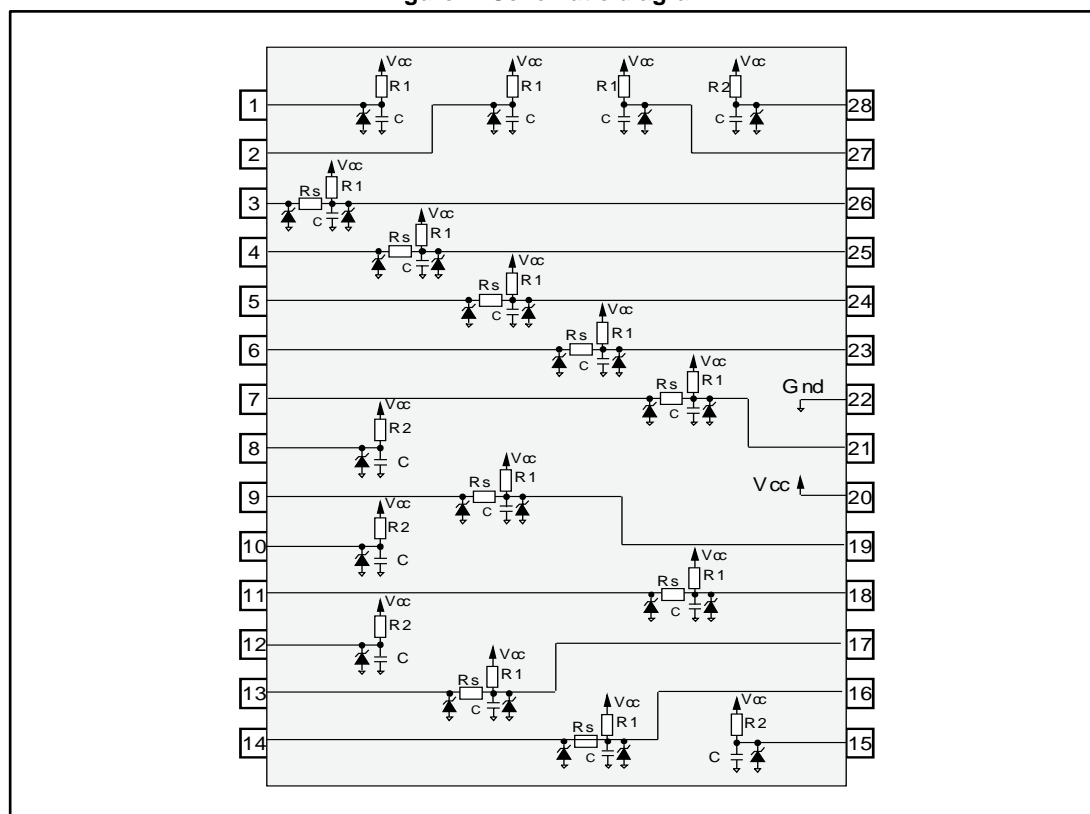 Vcc Vcc Vcc Vcc
R1 R1 R1 R2
1 C C C C 28
2 27
Vcc
Rs R1
3 C 26
Vcc
Rs R1
4 C 25
Vcc
Rs R1
5 C 24
Vcc
Rs R1
6 C 23
Vcc
Rs R1
7 C Gnd 22
Vcc
R2
8 C 21
Vcc
Rs R1
9 C Vcc 20
Vcc
R2
10 C 19
Vcc
Rs R1
11 C 18
Vcc
R2
12 C 17
Vcc
Rs R1
13 C 16
Vcc Vcc
Rs R1 R2
14 C C 15